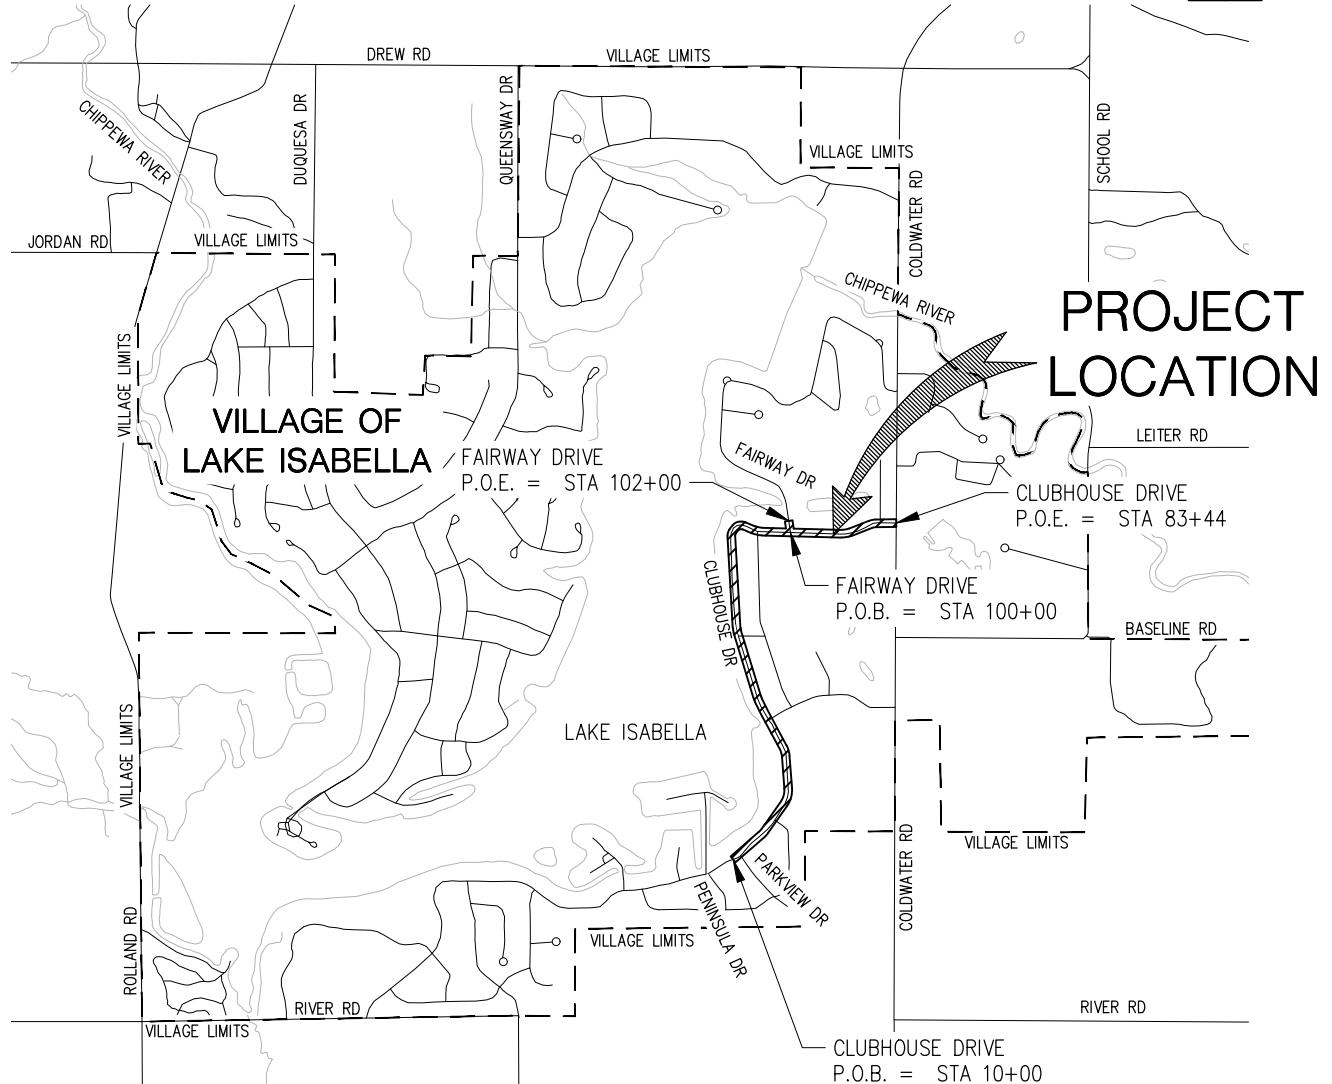 DREW RD
VILLAGE LIMITS
CHIPPEWA RIVER
DUQUESA DR
QUEENSWAY DR
VILLAGE LIMITS
COLDWATER RD
SCHOOL RD
JORDAN RD
VILLAGE LIMITS
CHIPPEWA RIVER
PROJECT
LOCATION
VILLAGE LIMITS
VILLAGE OF
LAKE ISABELLA
FAIRWAY DRIVE
P.O.E. = STA 102+00
FAIRWAY DR
LEITER RD
CLUBHOUSE DRIVE
P.O.E. = STA 83+44
CLUBHOUSE DR
FAIRWAY DRIVE
P.O.B. = STA 100+00
BASELINE RD
VILLAGE LIMITS
LAKE ISABELLA
VILLAGE LIMITS
COLDWATER RD
PARKVIEW DR
PENINSULA DR
ROLLAND RD
VILLAGE LIMITS
RIVER RD
RIVER RD
VILLAGE LIMITS
CLUBHOUSE DRIVE
P.O.B. = STA 10+00